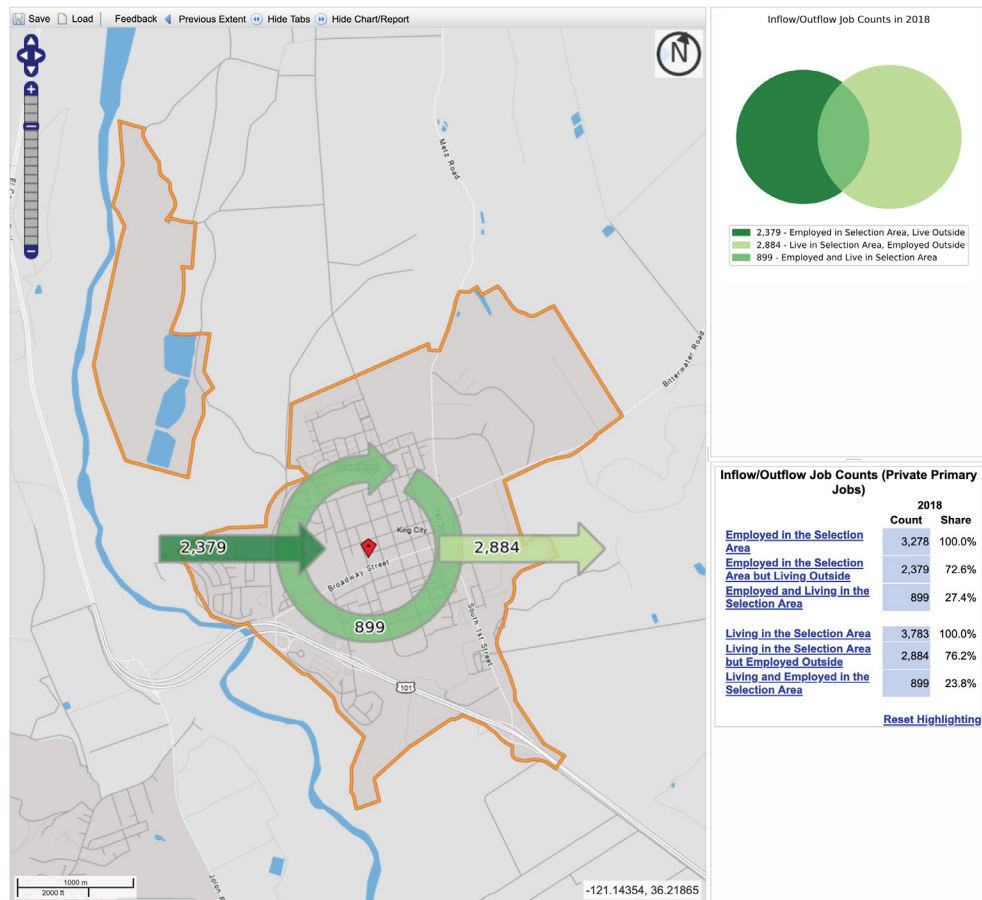 Save Load Feedback Previous Extent Hide Tabs Hide Chart/Report
N
Metz Road
Bitterwater Road
King City
2,379
2,884
Broadway Street
899
South 1st Street
101
1000 m
2000 ft
-121.14354, 36.21865
Inflow/Outflow Job Counts in 2018
2,379 - Employed in Selection Area, Live Outside
2,884 - Live in Selection Area, Employed Outside
899 - Employed and Live in Selection Area
Inflow/Outflow Job Counts (Private Primary
Jobs)
2018
Count Share
Employed in the Selection
Area 3,278 100.0%
Employed in the Selection
Area but Living Outside 2,379 72.6%
Employed and Living in the
Selection Area 899 27.4%
Living in the Selection Area 3,783 100.0%
Living in the Selection Area
but Employed Outside 2,884 76.2%
Living and Employed in the
Selection Area 899 23.8%
Reset Highlighting